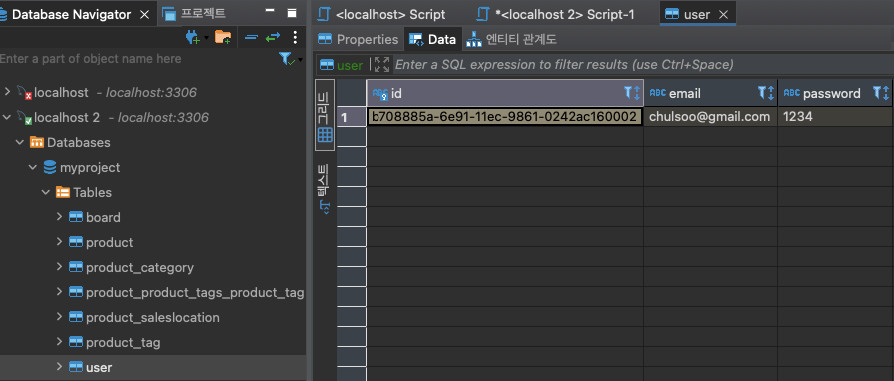 Database Navigator
프로젝트
Enter a part of object name here
localhost - localhost:3306
localhost 2 - localhost:3306
Databases
myproject
Tables
board
product
product_category
product_product_tags_product_tag
product_saleslocation
product_tag
user
<localhost> Script
*<localhost 2> Script-1
user
Properties
Data
엔티티 관계도
user
Enter a SQL expression to filter results (use Ctrl+Space)
그리드
텍스트
ABC id
ABC email
ABC password
1 b708885a-6e91-11ec-9861-0242ac160002 chulsoo@gmail.com 1234